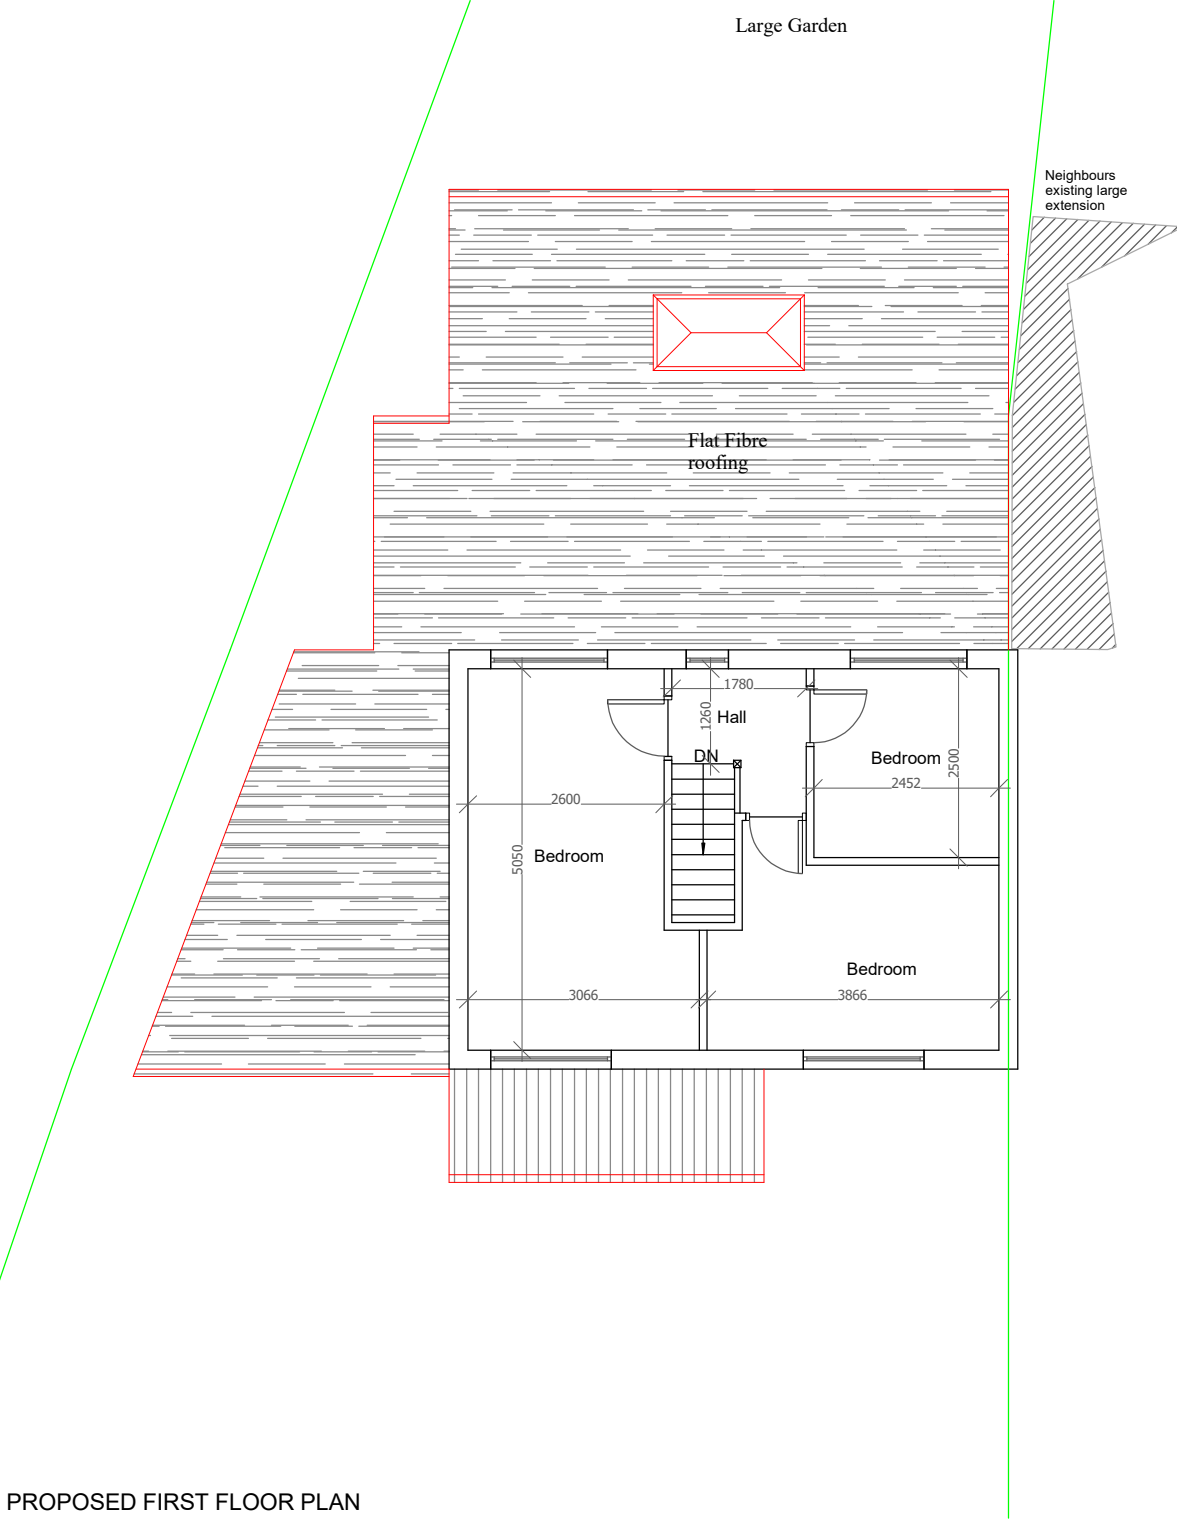 Large Garden
Neighbours
existing large
extension
Flat Fibre
roofing
1780
1260
Hall
DN
Bedroom
2500
2452
2600
5050
Bedroom
Bedroom
3066
3866
PROPOSED FIRST FLOOR PLAN